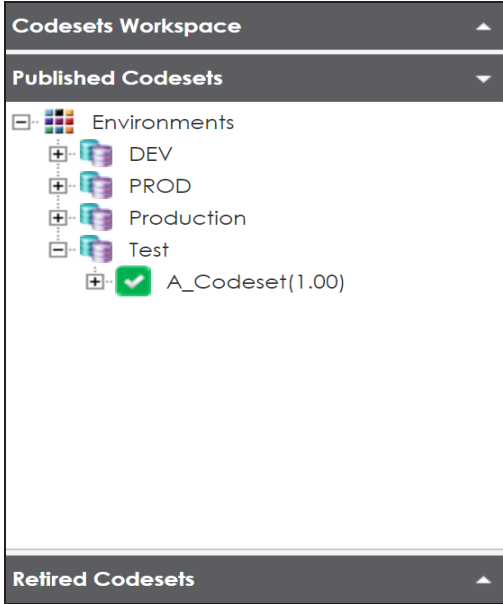 Codesets Workspace
Published Codesets
Environments
DEV
PROD
Production
Test
A_Codeset(1.00)
Retired Codesets